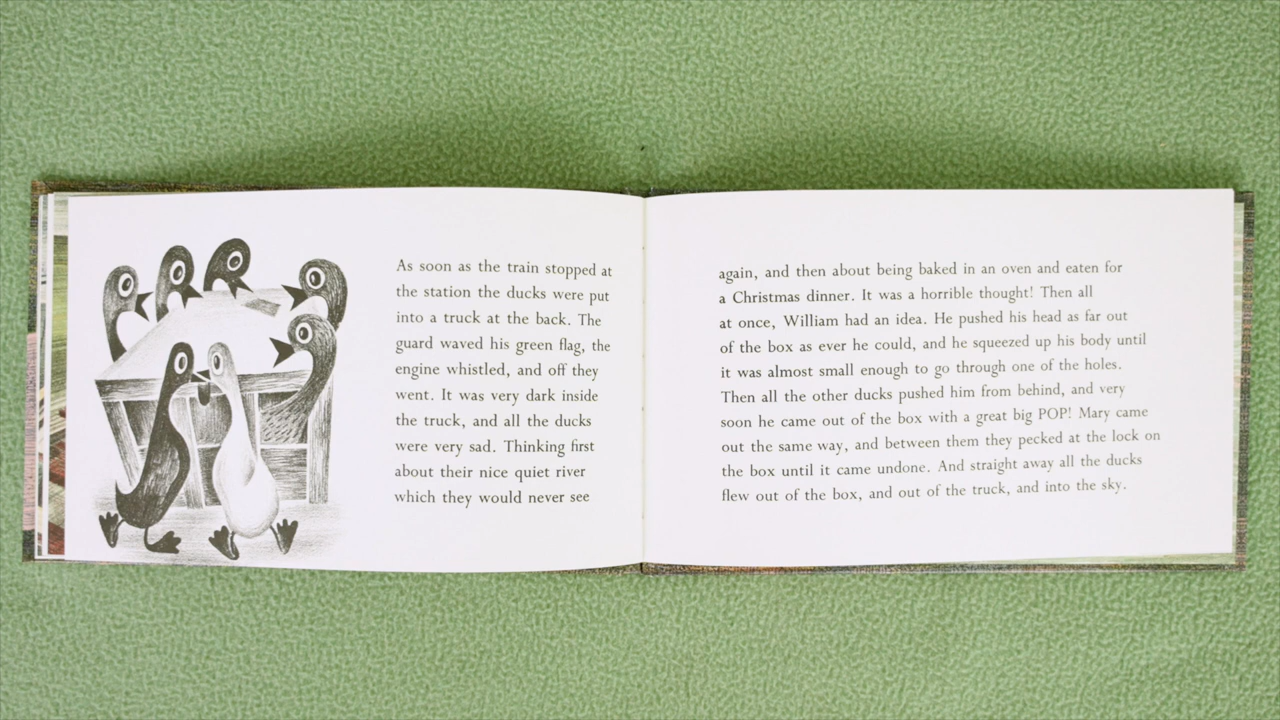 As soon as the train stopped at
the station the ducks were put
into a truck at the back. The
guard waved his green flag, the
engine whistled, and off they
went. It was very dark inside
the truck, and all the ducks
were very sad. Thinking first
about their nice quiet river
which they would never see
again, and then about being baked in an oven and eaten for
a Christmas dinner. It was a horrible thought! Then all
at once, William had an idea. He pushed his head as far out
of the box as ever he could, and he squeezed up his body until
it was almost small enough to go through one of the holes.
Then all the other ducks pushed him from behind, and very
soon he came out of the box with a great big POP! Mary came
out the same way, and between them they pecked at the lock on
the box until it came undone. And straight away all the ducks
flew out of the box, and out of the truck, and into the sky.